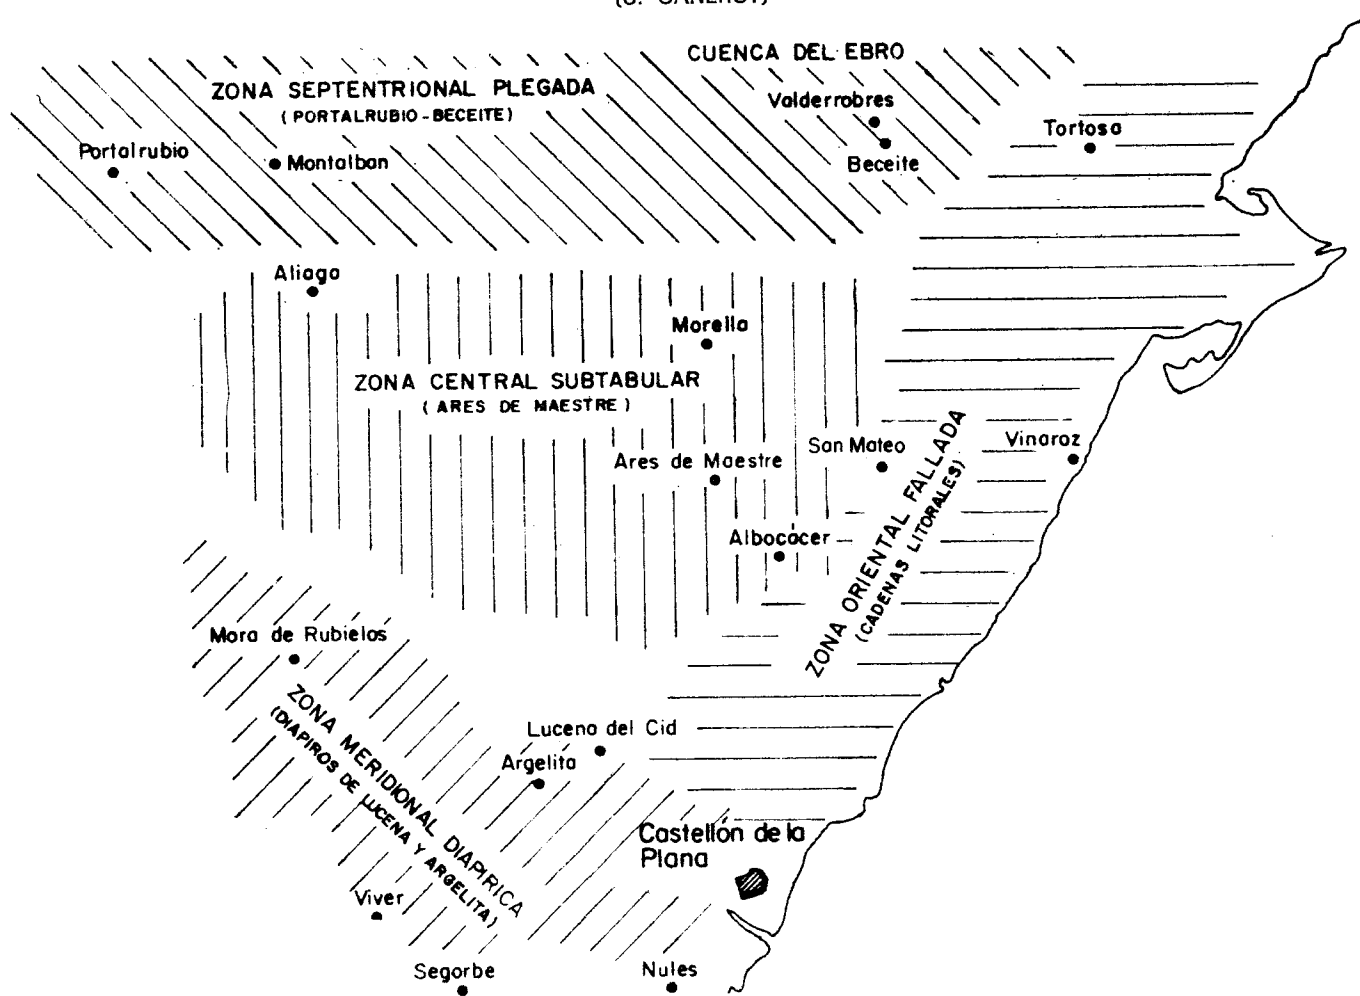 CUENCA DEL EBRO
ZONA SEPTENTRIONAL PLEGADA
(PORTALRUBIO-BECEITE)
Valderrobres
Tortosa
Portalrubio
Montalban
Beceite
Aliaga
Morella
ZONA CENTRAL SUBTABULAR
(ARES DE MAESTRE)
San Mateo
Vinaroz
Ares de Maestre
Albocácer
ZONA ORIENTAL FALLADA
(CADENAS LITORALES)
Mora de Rubielos
ZONA MERIDIONAL DIAPIRICA
(DIAPIROS DE LUCENA Y ARGELITA)
Lucena del Cid
Argelita
Castellón de la
Plana
Viver
Segorbe
Nules